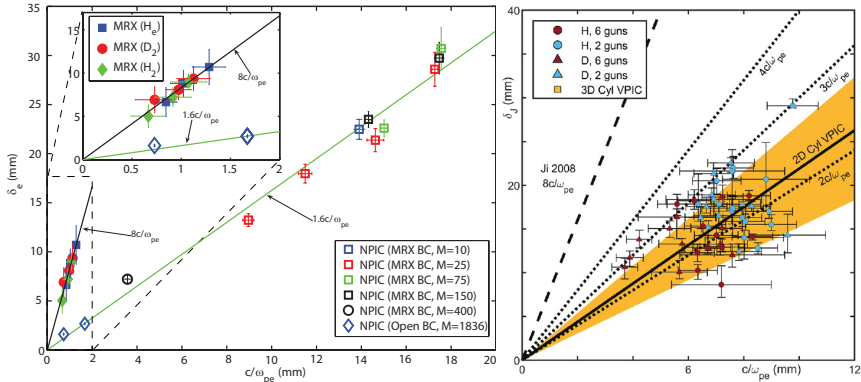 MRX (He)
MRX (D2)
MRX (H2)
8c/ωpe
1.6c/ωpe
15
10
5
0
0 0.5 1 1.5 2
35
30
25
20
15
10
5
0
δe (mm)
8c/ωpe
1.6c/ωpe
NPIC (MRX BC, M=10)
NPIC (MRX BC, M=25)
NPIC (MRX BC, M=75)
NPIC (MRX BC, M=150)
NPIC (MRX BC, M=400)
NPIC (Open BC, M=1836)
0 2 4 6 8 10 12 14 16 18 20
c/ωpe (mm)
40
30
20
10
0
δJ (mm)
H, 6 guns
H, 2 guns
D, 6 guns
D, 2 guns
3D Cyl VPIC
Ji 2008
8c/ωpe
4c/ωpe
3c/ωpe
2D Cyl VPIC
2c/ωpe
0 6 8 12
c/ωpe (mm)